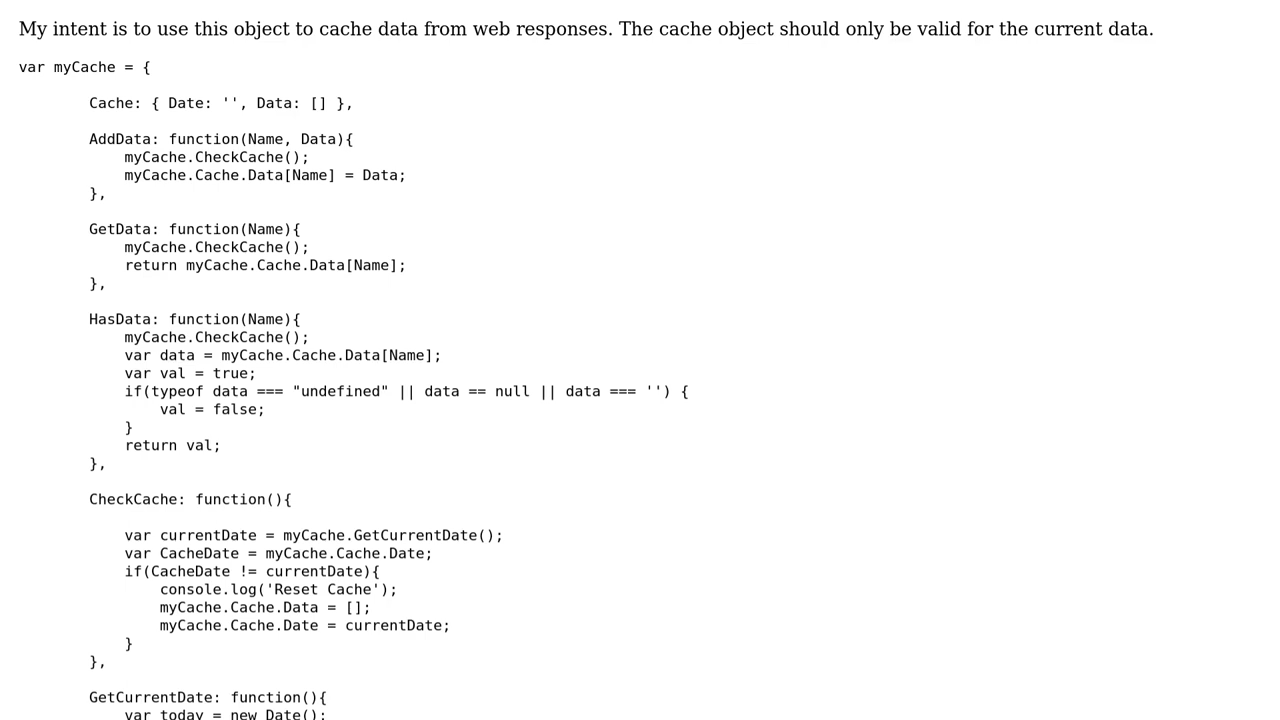 My intent is to use this object to cache data from web responses. The cache object should only be valid for the current data.
var myCache = {
Cache: { Date: '', Data: [] },
AddData: function(Name, Data){
myCache.CheckCache();
myCache.Cache.Data[Name] = Data;
},
GetData: function(Name){
myCache.CheckCache();
return myCache.Cache.Data[Name];
},
HasData: function(Name){
myCache.CheckCache();
var data = myCache.Cache.Data[Name];
var val = true;
if(typeof data === "undefined" || data == null || data === '') {
val = false;
}
return val;
},
CheckCache: function(){
var currentDate = myCache.GetCurrentDate();
var CacheDate = myCache.Cache.Date;
if(CacheDate != currentDate){
console.log('Reset Cache');
myCache.Cache.Data = [];
myCache.Cache.Date = currentDate;
}
},
GetCurrentDate: function(){
var today = new Date();